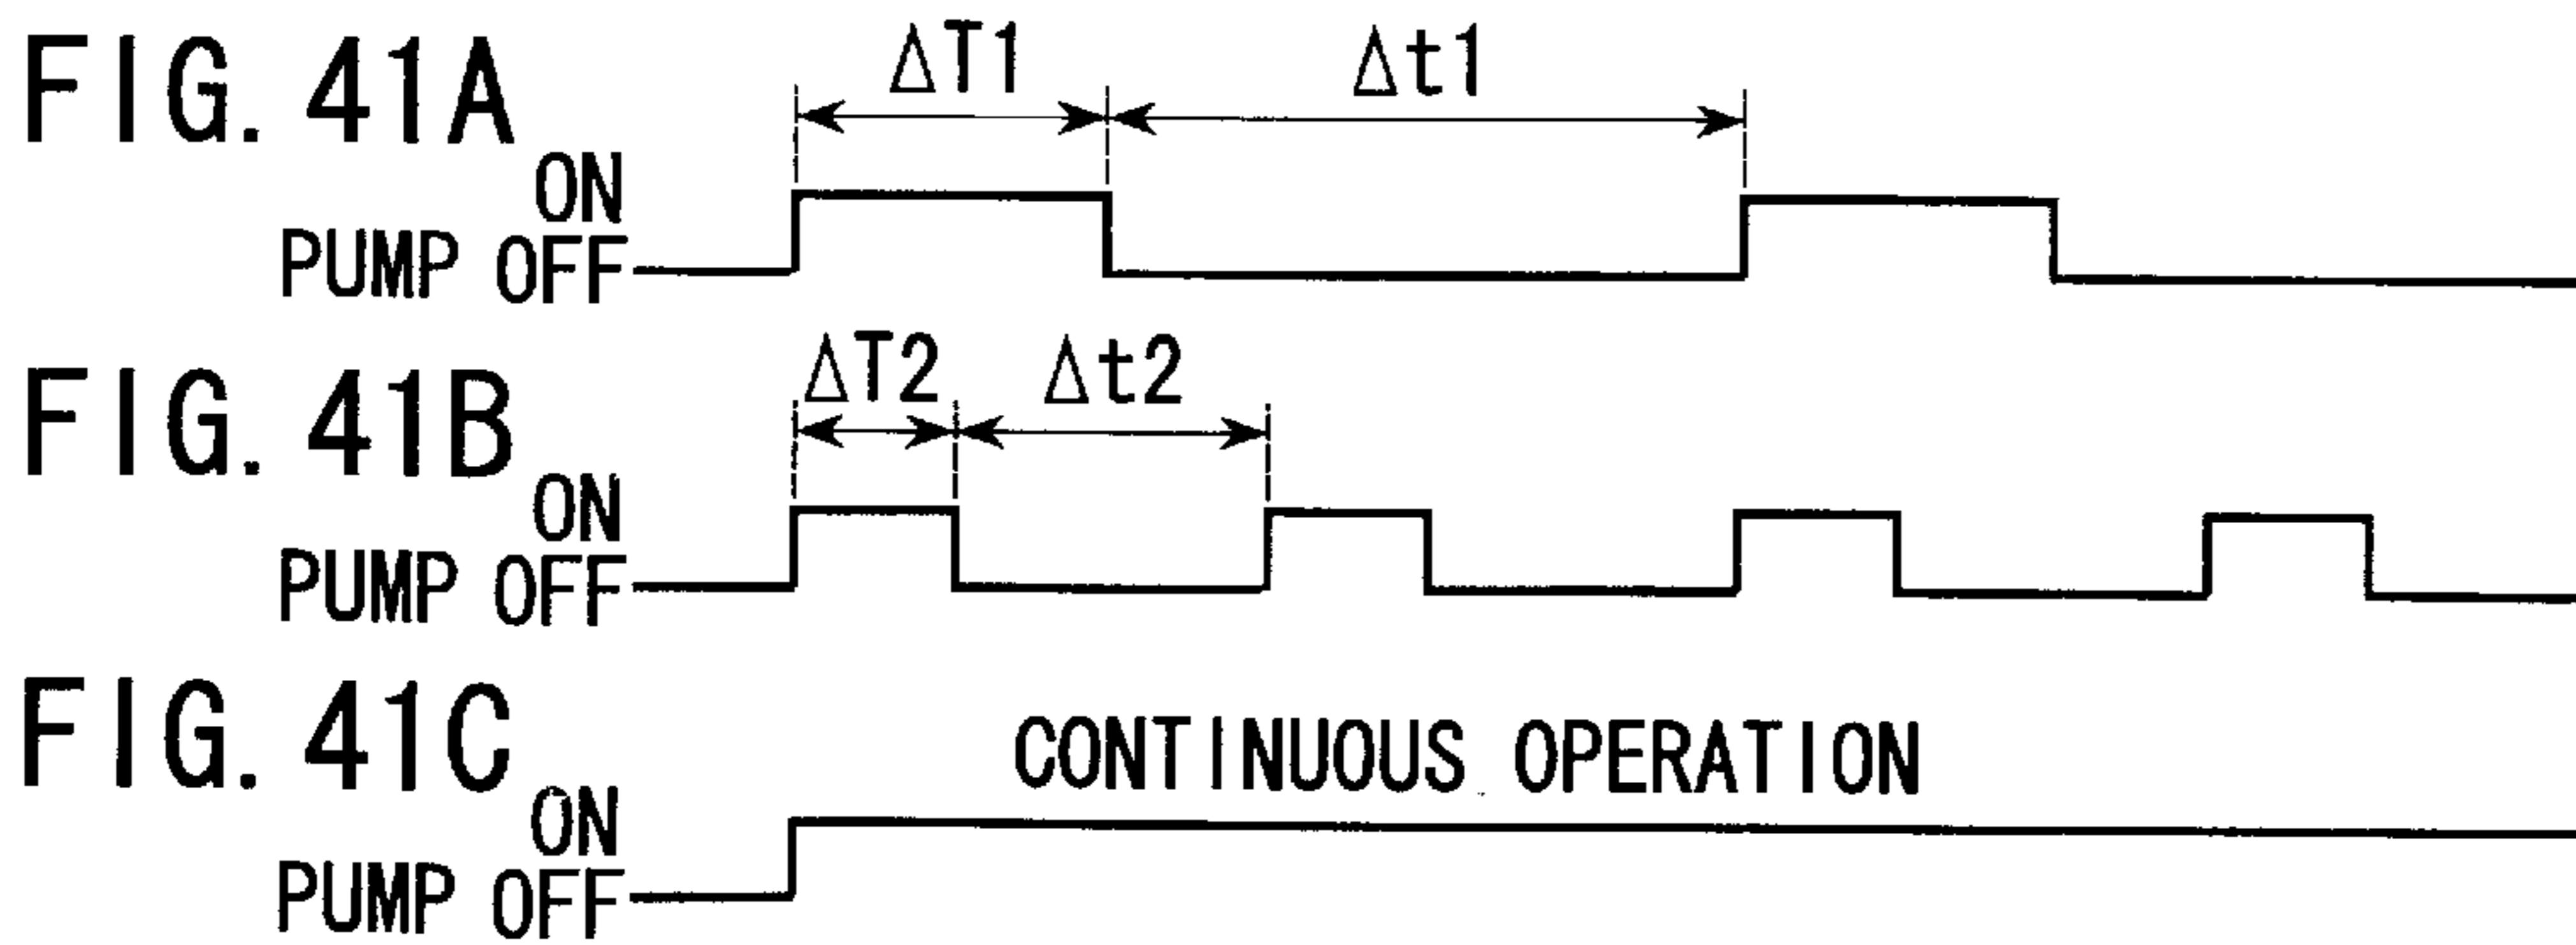 FIG. 41A
ΔT1 Δt1
ON
PUMP OFF
FIG. 41B
ΔT2 Δt2
ON
PUMP OFF
FIG. 41C
CONTINUOUS OPERATION
ON
PUMP OFF